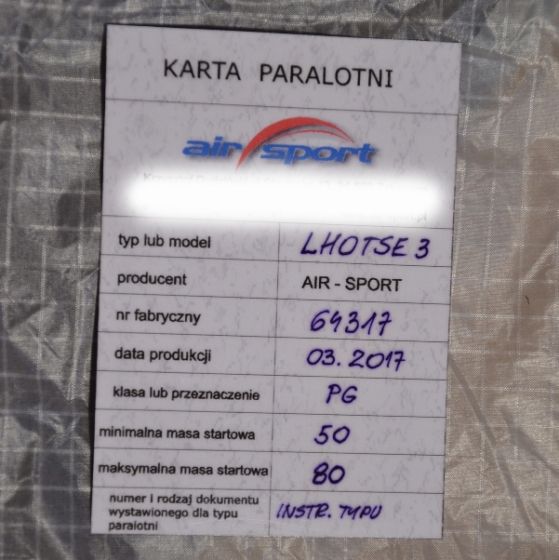 KARTA PARALOTNI
air sport
typ lub model LHOTSE 3
producent AIR - SPORT
nr fabryczny 64317
data produkcji 03. 2017
klasa lub przeznaczenie PG
minimalna masa startowa 50
maksymalna masa startowa 80
numer i rodzaj dokumentu
wystawionego dla typu INSTR. TYPU
paralotni